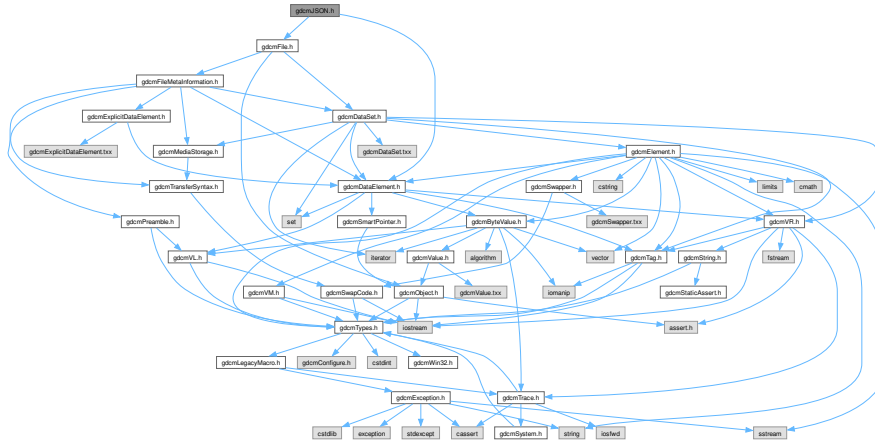 gdcmJSON.h
gdcmFile.h
gdcmFileMetaInformation.h
gdcmExplicitDataElement.h
gdcmDataSet.h
gdcmExplicitDataElement.txx
gdcmMediaStorage.h
gdcmDataSet.txx
gdcmElement.h
gdcmTransferSyntax.h
gdcmDataElement.h
gdcmSwapper.h
cstring
limits
cmath
gdcmPreamble.h
set
gdcmSmartPointer.h
gdcmByteValue.h
gdcmSwapper.txx
gdcmVR.h
gdcmVL.h
iterator
gdcmValue.h
algorithm
vector
gdcmTag.h
gdcmString.h
fstream
gdcmVM.h
gdcmSwapCode.h
gdcmObject.h
gdcmValue.txx
iomanip
gdcmStaticAssert.h
gdcmTypes.h
iostream
assert.h
gdcmLegacyMacro.h
gdcmConfigure.h
cstdint
gdcmWin32.h
gdcmException.h
gdcmTrace.h
cstdlib
exception
stdexcept
cassert
gdcmSystem.h
string
iosfwd
sstream